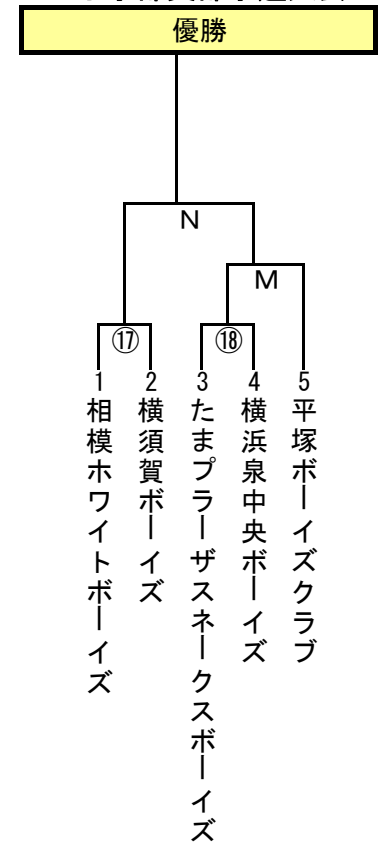 優勝
N
M
⑰
⑱
1 相模ホワイトボーイズ
2 横須賀ボーイズ
3 たまプラーザスネークスボーイズ
4 横浜泉中央ボーイズ
5 平塚ボーイズクラブ